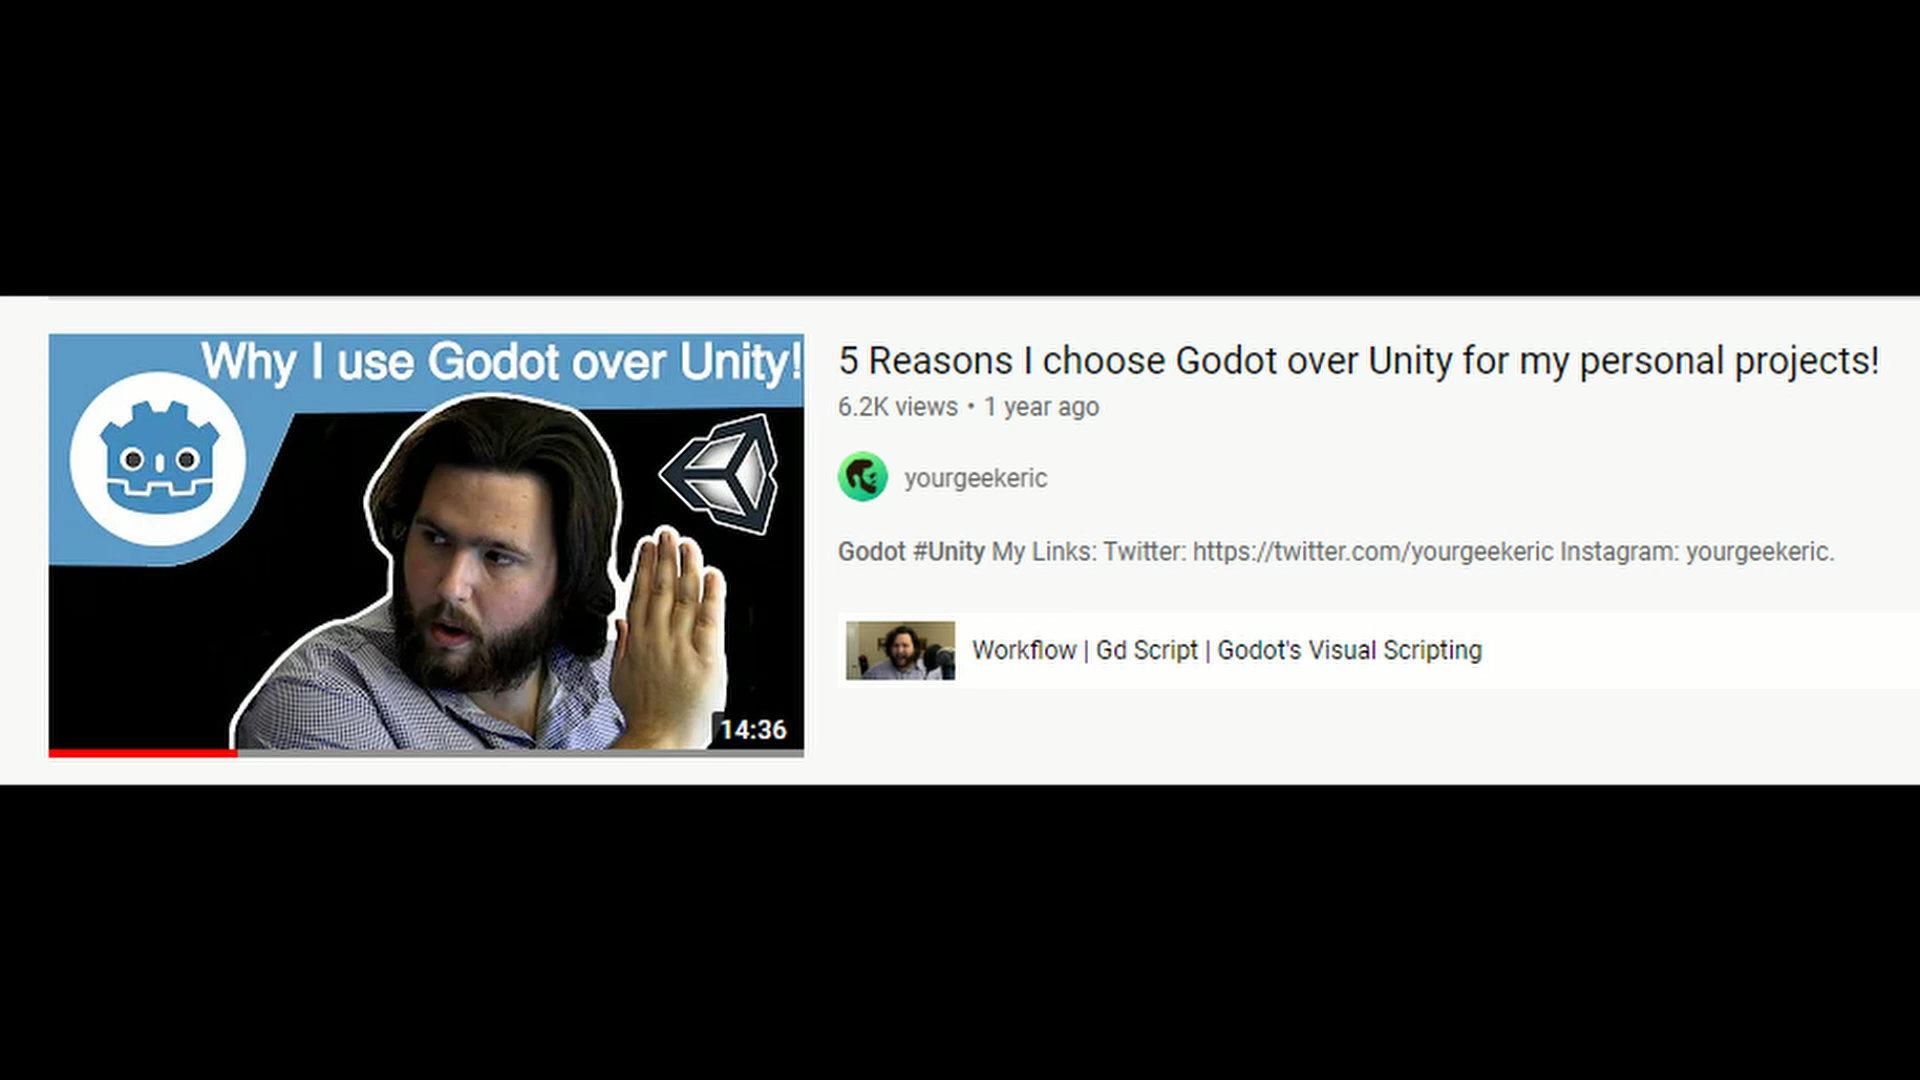 Why I use Godot over Unity!
14:36
5 Reasons I choose Godot over Unity for my personal projects!
6.2K views • 1 year ago
yourgeekeric
Godot #Unity My Links: Twitter: https://twitter.com/yourgeekeric Instagram: yourgeekeric.
Workflow | Gd Script | Godot's Visual Scripting